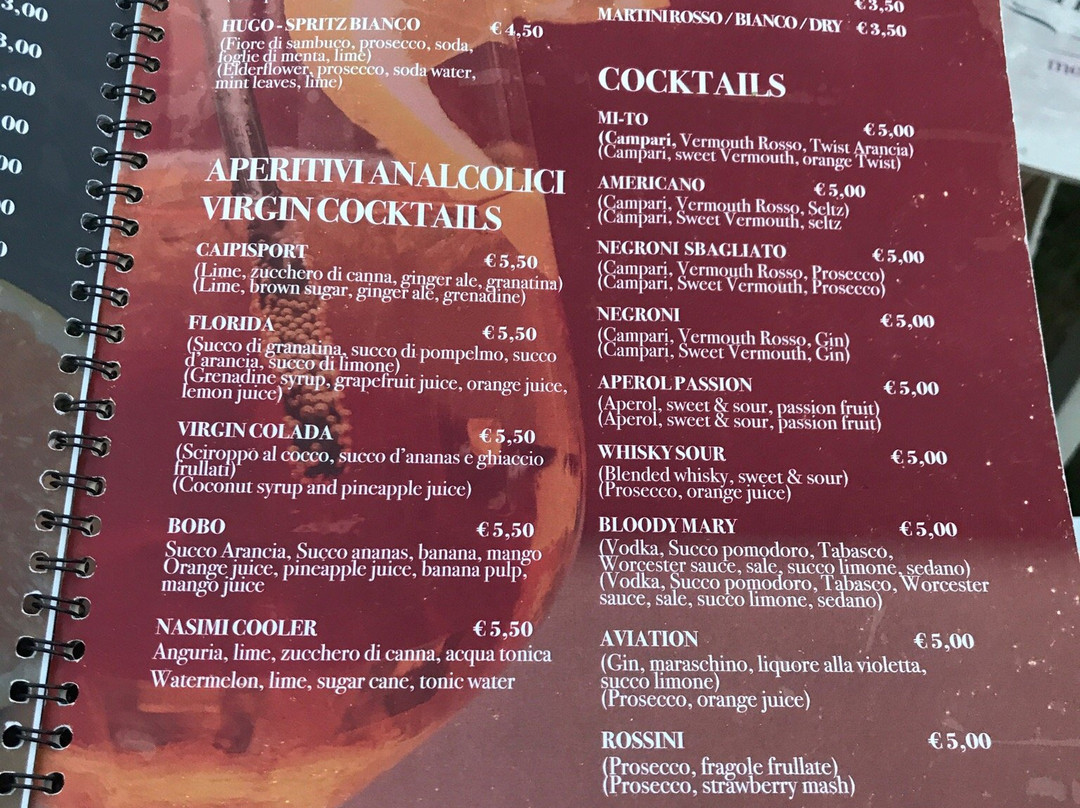 3,00
3,00
,00
00
00
0
0
HUGO - SPRITZ BIANCO € 4,50
(Fiore di sambuco, prosecco, soda,
foglie di menta, lime)
(Elderflower, prosecco, soda water,
mint leaves, lime)
APERITIVI ANALCOLICI
VIRGIN COCKTAILS
CAIPISPORT € 5,50
(Lime, zucchero di canna, ginger ale, granatina)
(Lime, brown sugar, ginger ale, grenadine)
FLORIDA € 5,50
(Succo di granatina, succo di pompelmo, succo
d'arancia, succo di limone)
(Grenadine syrup, grapefruit juice, orange juice,
lemon juice)
VIRGIN COLADA € 5,50
(Sciroppo al cocco, succo d'ananas e ghiaccio
frullati)
(Coconut syrup and pineapple juice)
BOBO € 5,50
Succo Arancia, Succo ananas, banana, mango
Orange juice, pineapple juice, banana pulp,
mango juice
NASIMI COOLER € 5,50
Anguria, lime, zucchero di canna, acqua tonica
Watermelon, lime, sugar cane, tonic water
€ 3,50
MARTINI ROSSO / BIANCO / DRY € 3,50
COCKTAILS
MI-TO € 5,00
(Campari, Vermouth Rosso, Twist Arancia)
(Campari, sweet Vermouth, orange Twist)
AMERICANO € 5,00
(Campari, Vermouth Rosso, Seltz)
(Campari, Sweet Vermouth, seltz
NEGRONI SBAGLIATO € 5,00
(Campari, Vermouth Rosso, Prosecco)
(Campari, Sweet Vermouth, Prosecco)
NEGRONI € 5,00
(Campari, Vermouth Rosso, Gin)
(Campari, Sweet Vermouth, Gin)
APEROL PASSION € 5,00
(Aperol, sweet & sour, passion fruit)
(Aperol, sweet & sour, passion fruit)
WHISKY SOUR € 5,00
(Blended whisky, sweet & sour)
(Prosecco, orange juice)
BLOODY MARY € 5,00
(Vodka, Succo pomodoro, Tabasco,
Worcester sauce, sale, succo limone, sedano)
(Vodka, Succo pomodoro, Tabasco, Worcester
sauce, sale, succo limone, sedano)
AVIATION € 5,00
(Gin, maraschino, liquore alla violetta,
succo limone)
(Prosecco, orange juice)
ROSSINI € 5,00
(Prosecco, fragole frullate)
(Prosecco, strawberry mash)